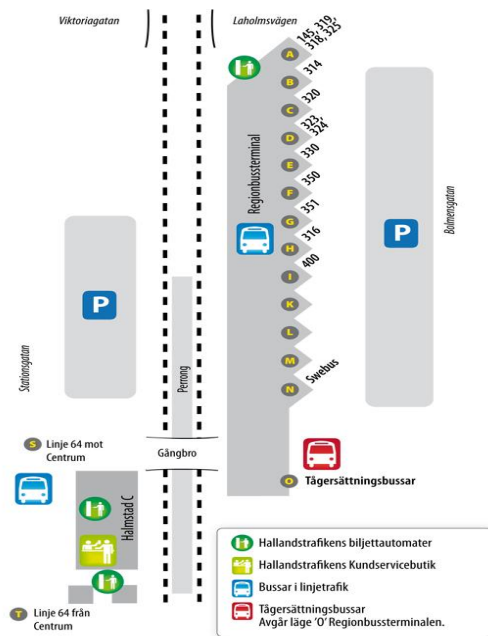 Viktoriagatan
Laholmsvägen
145, 319,
318, 325
A
314
B
320
C
323,
324
D
330
E
350
F
351
G
316
H
400
I
K
L
M
Swebus
N
Regionbussterminal
Bolmensgatan
P
P
Stationsgatan
Perrong
S Linje 64 mot
Centrum
Gångbro
O Tågersättningsbussar
Halmstad C
T Linje 64 från
Centrum
Hallandstrafikens biljettautomater
Hallandstrafikens Kundservicebutik
Bussar i linjetrafik
Tågersättningsbussar
Avgår läge 'O' Regionbussterminalen.